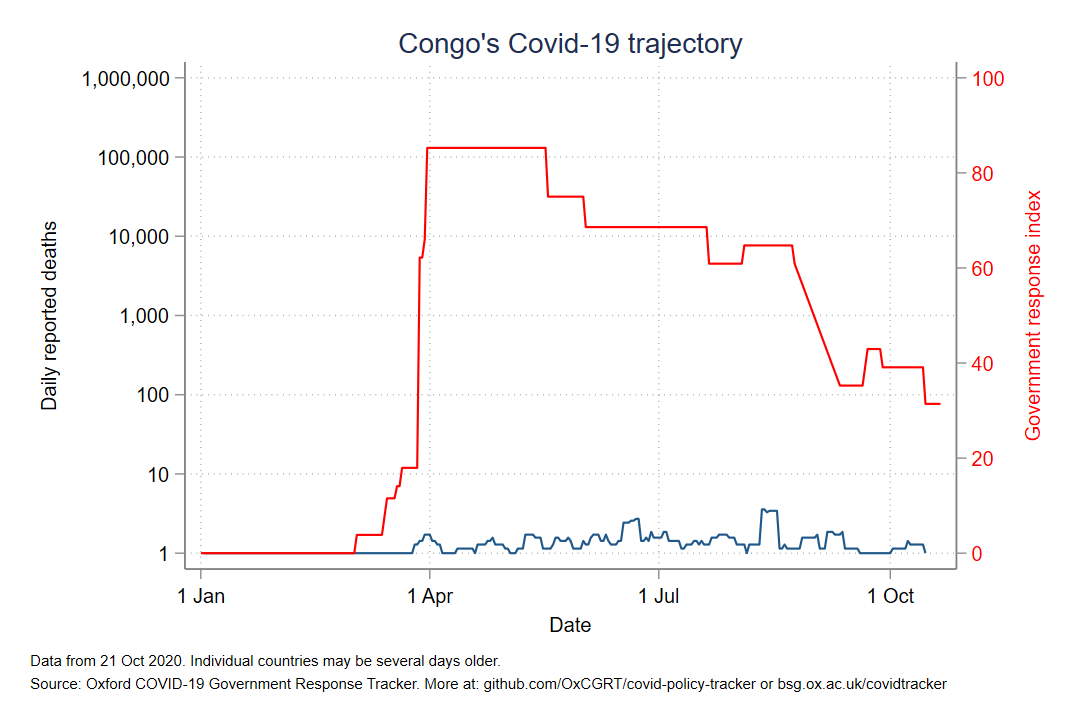 Congo's Covid-19 trajectory
1,000,000
100,000
10,000
1,000
100
10
1
Daily reported deaths
100
80
60
40
20
0
Government response index
1 Jan
1 Apr
1 Jul
1 Oct
Date
Data from 21 Oct 2020. Individual countries may be several days older.
Source: Oxford COVID-19 Government Response Tracker. More at: github.com/OxCGRT/covid-policy-tracker or bsg.ox.ac.uk/covidtracker